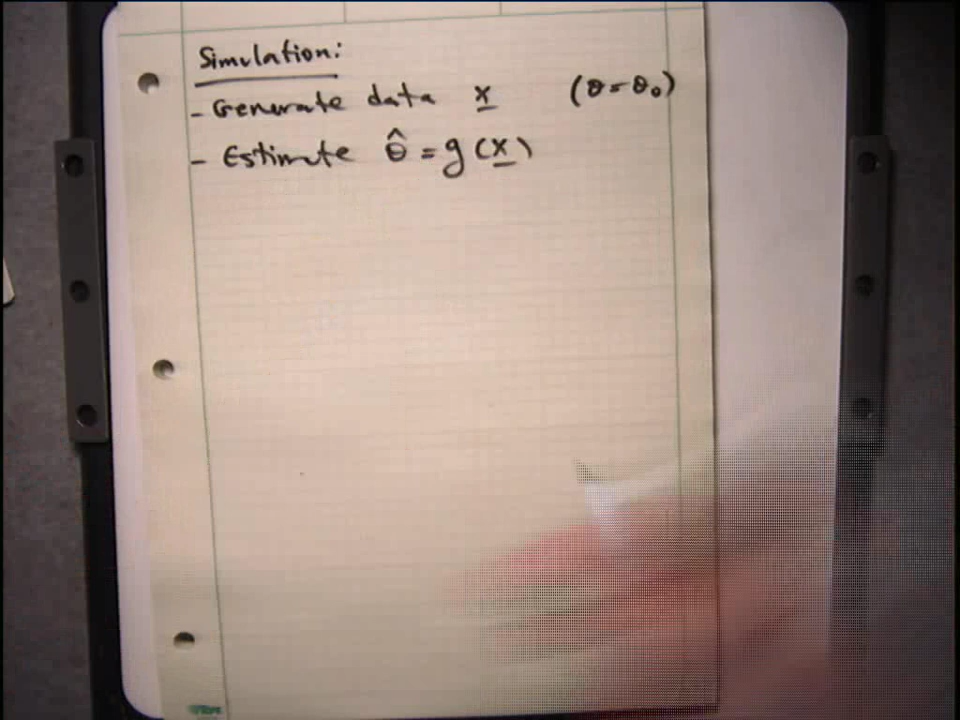 Simulation:
- Generate data x (θ = θ₀)
- Estimate θ̂ = g(x)